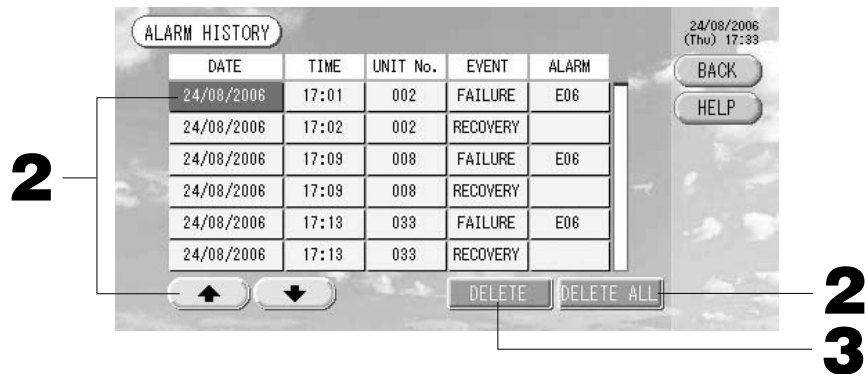 ALARM HISTORY
24/08/2006
(Thu) 17:33
DATE TIME UNIT No. EVENT ALARM
BACK
24/08/2006 17:01 002 FAILURE E06
HELP
24/08/2006 17:02 002 RECOVERY
24/08/2006 17:09 008 FAILURE E06
24/08/2006 17:09 008 RECOVERY
24/08/2006 17:13 033 FAILURE E06
24/08/2006 17:13 033 RECOVERY
DELETE DELETE ALL
2
2
3